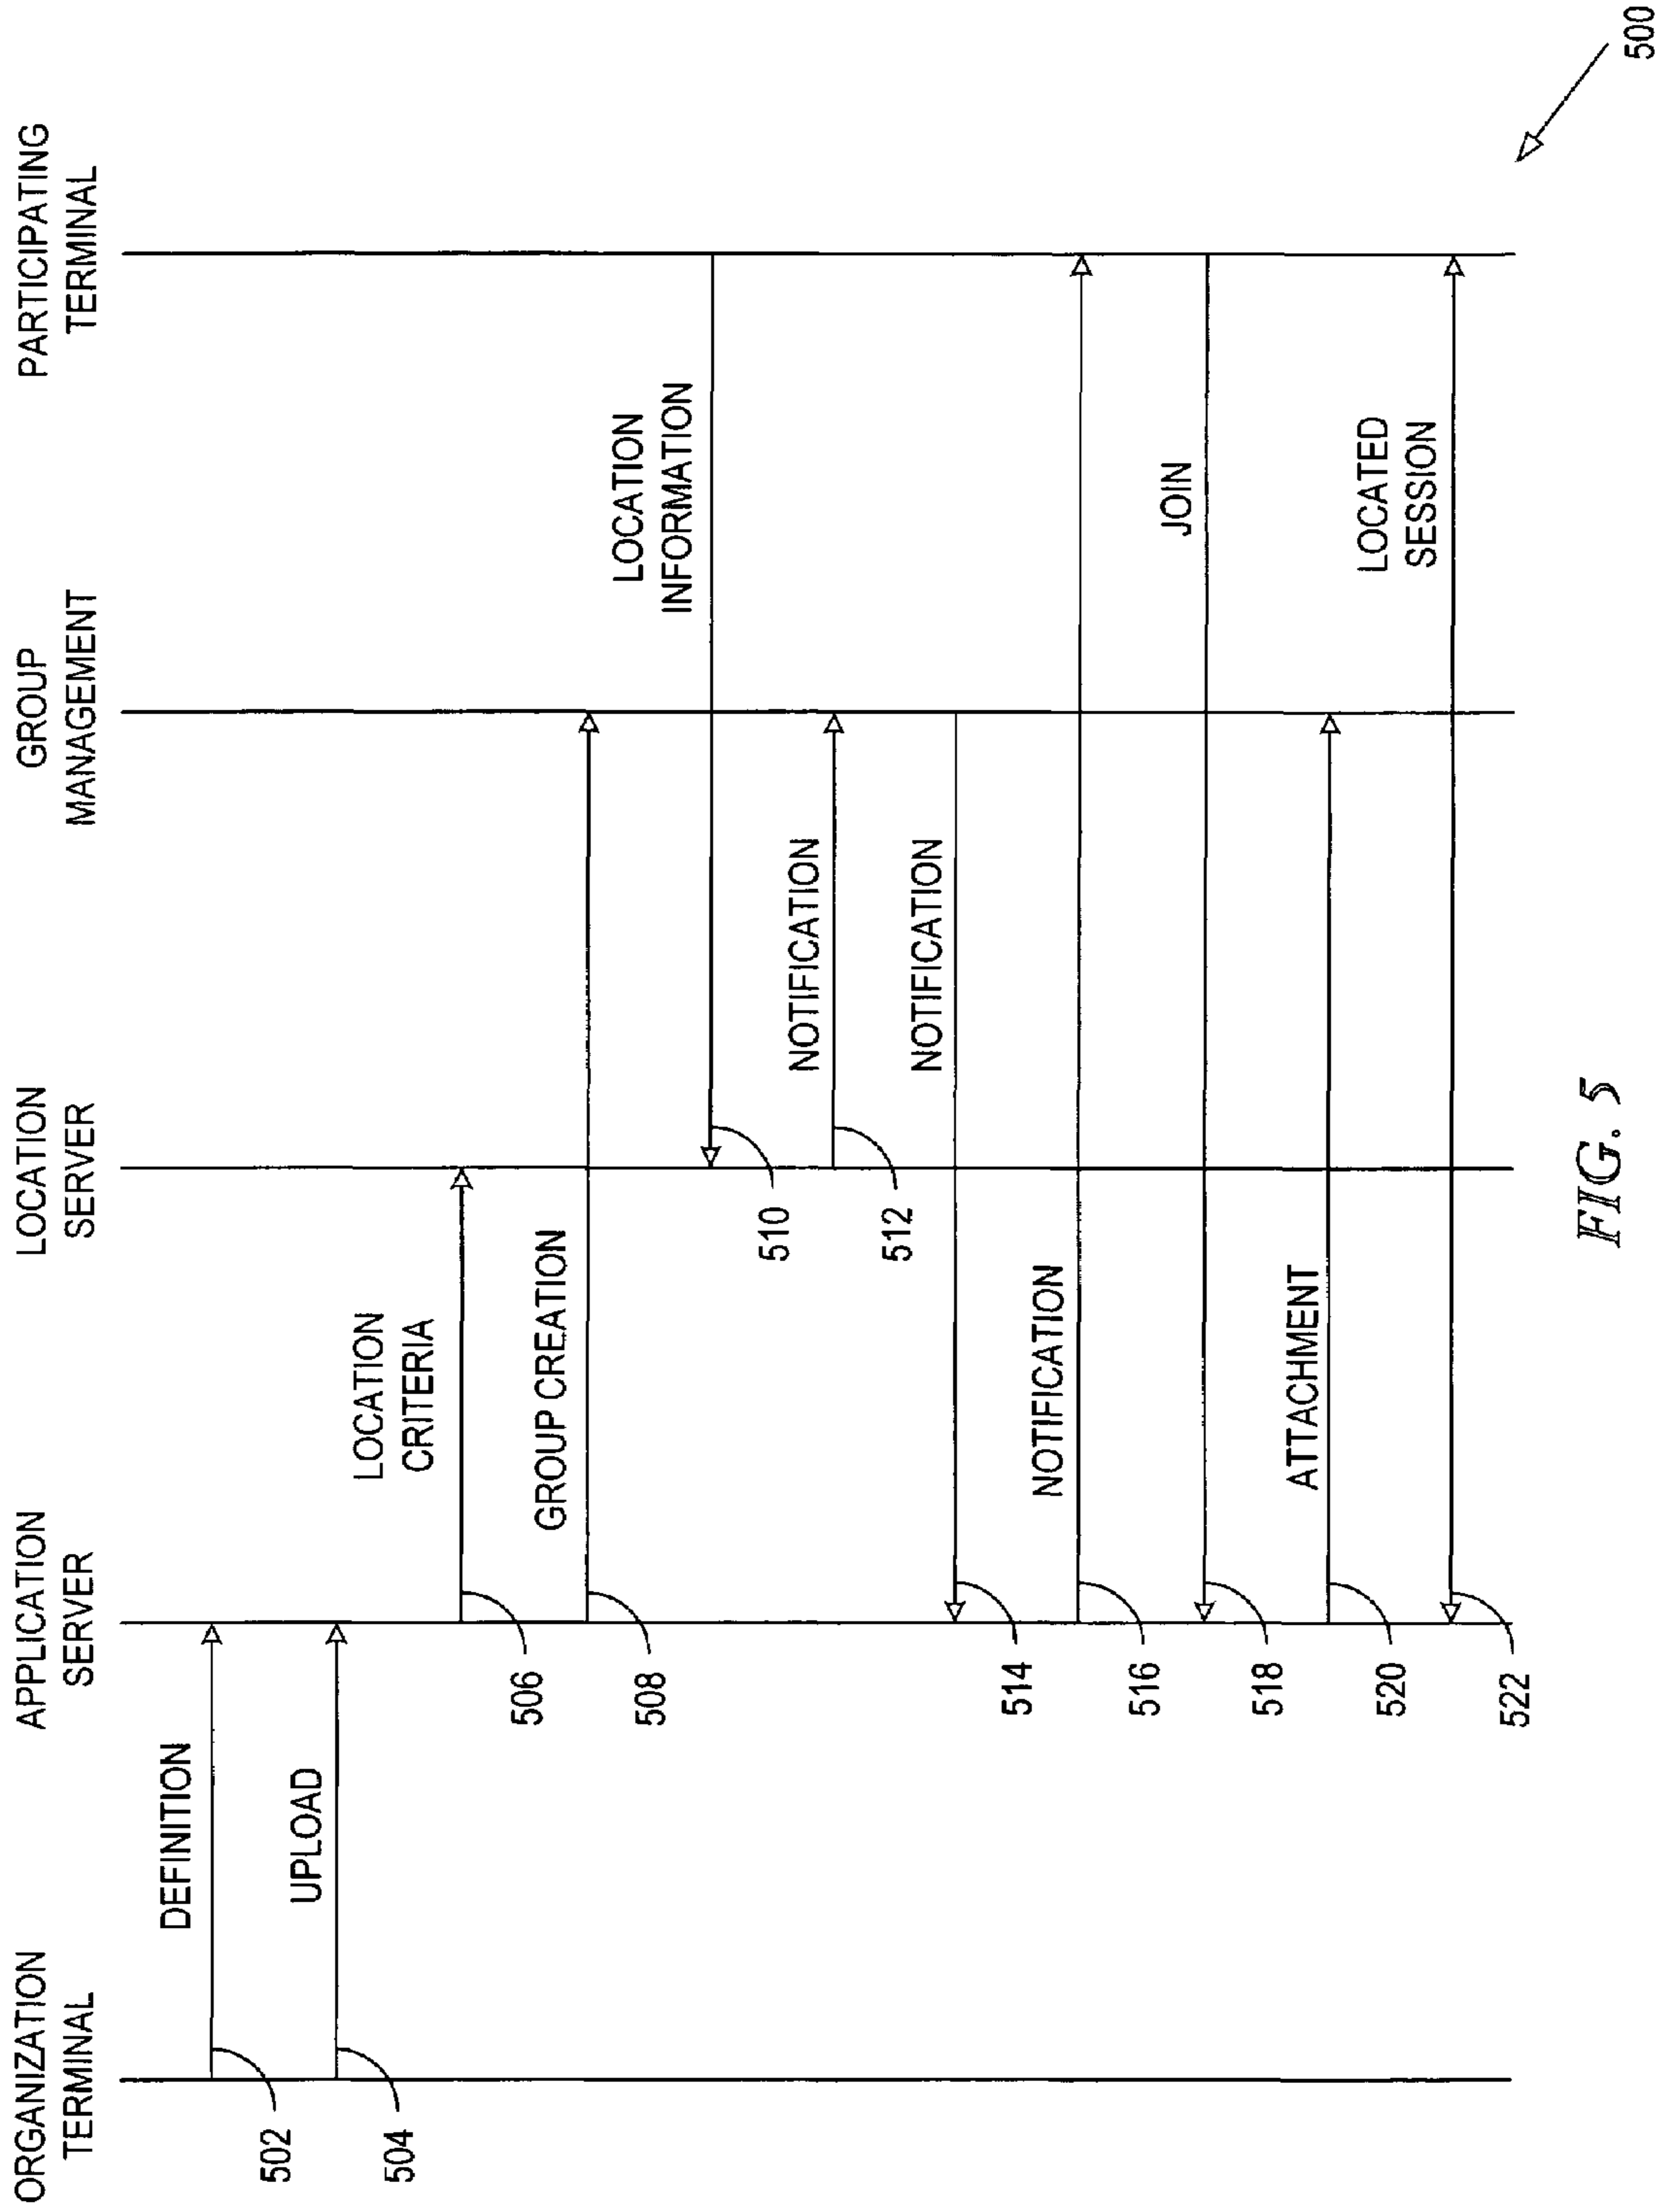 ORGANIZATION
TERMINAL
APPLICATION
SERVER
LOCATION
SERVER
GROUP
MANAGEMENT
PARTICIPATING
TERMINAL
DEFINITION
502
UPLOAD
504
LOCATION
CRITERIA
506
GROUP CREATION
508
LOCATION
INFORMATION
510
NOTIFICATION
512
NOTIFICATION
514
NOTIFICATION
516
JOIN
518
ATTACHMENT
520
LOCATED
SESSION
522
500
FIG. 5